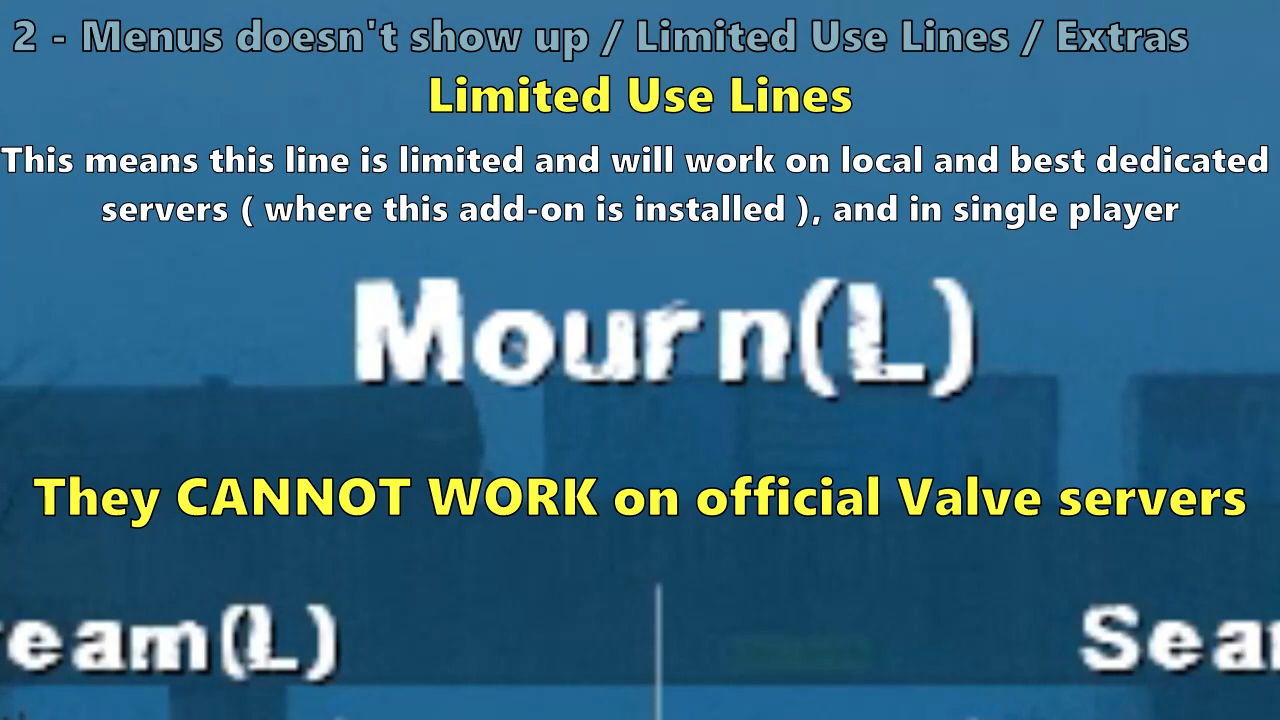 2 - Menus doesn't show up / Limited Use Lines / Extras
Limited Use Lines
This means this line is limited and will work on local and best dedicated
servers ( where this add-on is installed ), and in single player
Mourn(L)
They CANNOT WORK on official Valve servers
eam(L)
Sear